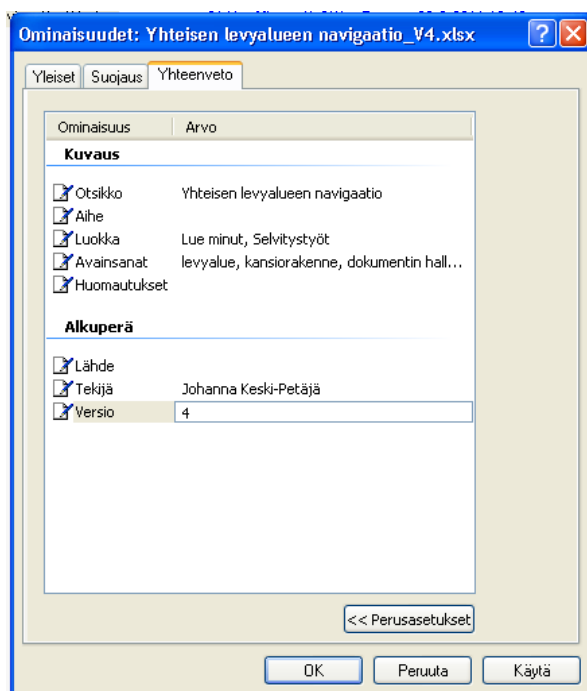 Ominaisuudet: Yhteisen levyalueen navigaatio_V4.xlsx
Yleiset Suojaus Yhteenveto
Ominaisuus Arvo
Kuvaus
Otsikko Yhteisen levyalueen navigaatio
Aihe
Luokka Lue minut, Selvitystyöt
Avainsanat levyalue, kansiorakenne, dokumentin hall...
Huomautukset
Alkuperä
Lähde
Tekijä Johanna Keski-Petäjä
Versio 4
<< Perusasetukset
OK Peruuta Käytä